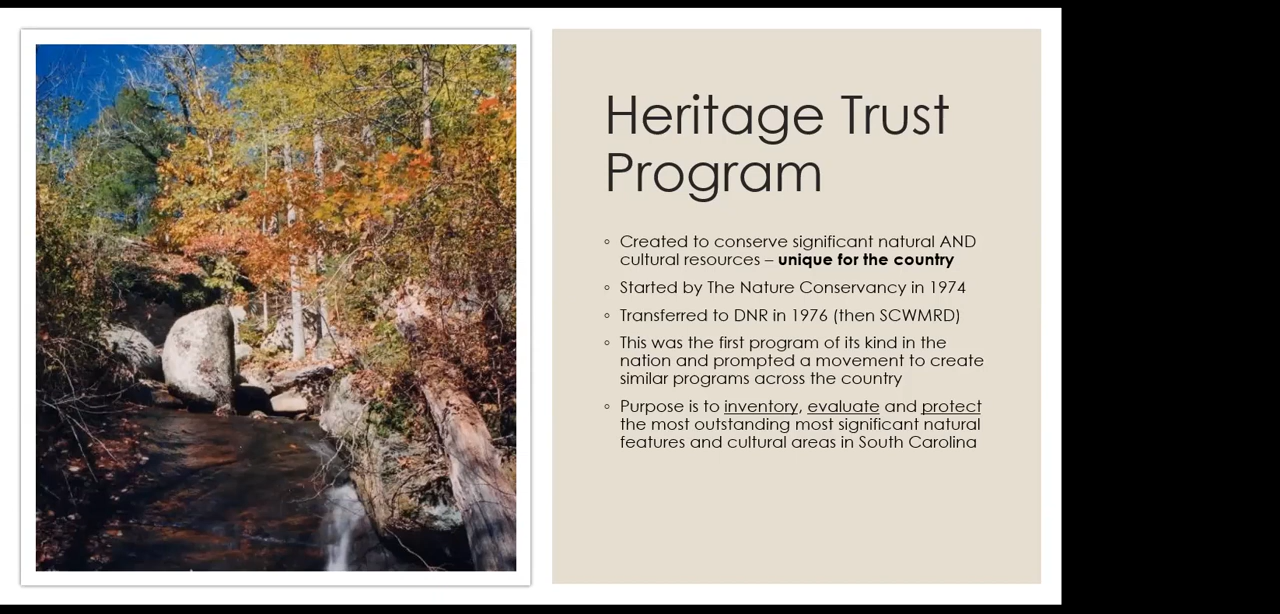 Heritage Trust
Program
◦ Created to conserve significant natural AND
cultural resources – unique for the country
◦ Started by The Nature Conservancy in 1974
◦ Transferred to DNR in 1976 (then SCWMRD)
◦ This was the first program of its kind in the
nation and prompted a movement to create
similar programs across the country
◦ Purpose is to inventory, evaluate and protect
the most outstanding most significant natural
features and cultural areas in South Carolina